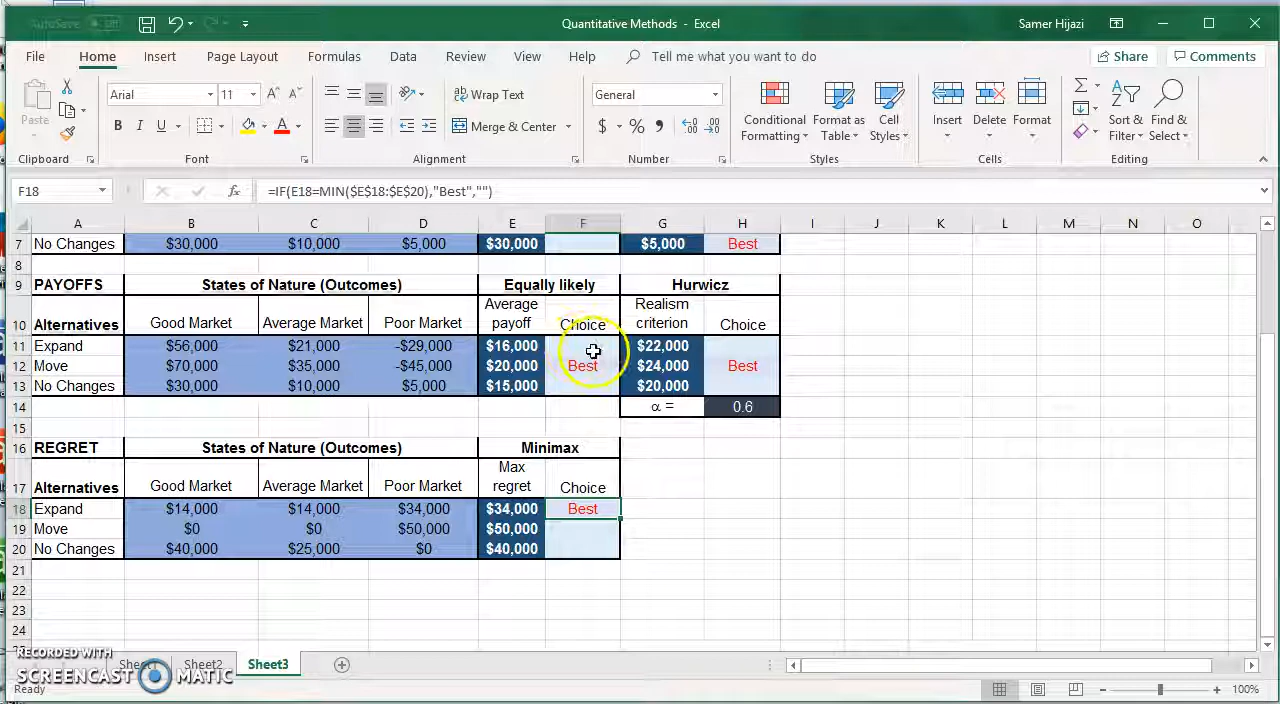 AutoSave Off Quantitative Methods - Excel Samer Hijazi
File Home Insert Page Layout Formulas Data Review View Help Tell me what you want to do Share Comments
Paste Arial 11 A A Wrap Text General Conditional Formatting Format as Table Cell Styles Insert Delete Format Sort & Filter Find & Select
B I U A Merge & Center $ % ,
Clipboard Font Alignment Number Styles Cells Editing
F18 fx =IF(E18=MIN($E$18:$E$20),"Best","")
A B C D E F G H I J K L M N O
7 No Changes $30,000 $10,000 $5,000 $30,000 $5,000 Best
8
9 PAYOFFS States of Nature (Outcomes) Equally likely Hurwicz
10 Alternatives Good Market Average Market Poor Market Average payoff Choice Realism criterion Choice
11 Expand $56,000 $21,000 -$29,000 $16,000 $22,000
12 Move $70,000 $35,000 -$45,000 $20,000 Best $24,000 Best
13 No Changes $30,000 $10,000 $5,000 $15,000 $20,000
14 α = 0.6
15
16 REGRET States of Nature (Outcomes) Minimax
17 Alternatives Good Market Average Market Poor Market Max regret Choice
18 Expand $14,000 $14,000 $34,000 $34,000 Best
19 Move $0 $0 $50,000 $50,000
20 No Changes $40,000 $25,000 $0 $40,000
21
22
23
24
RECORDED WITH
Sheet1 Sheet2 Sheet3
SCREENCAST MATIC
Ready 100%